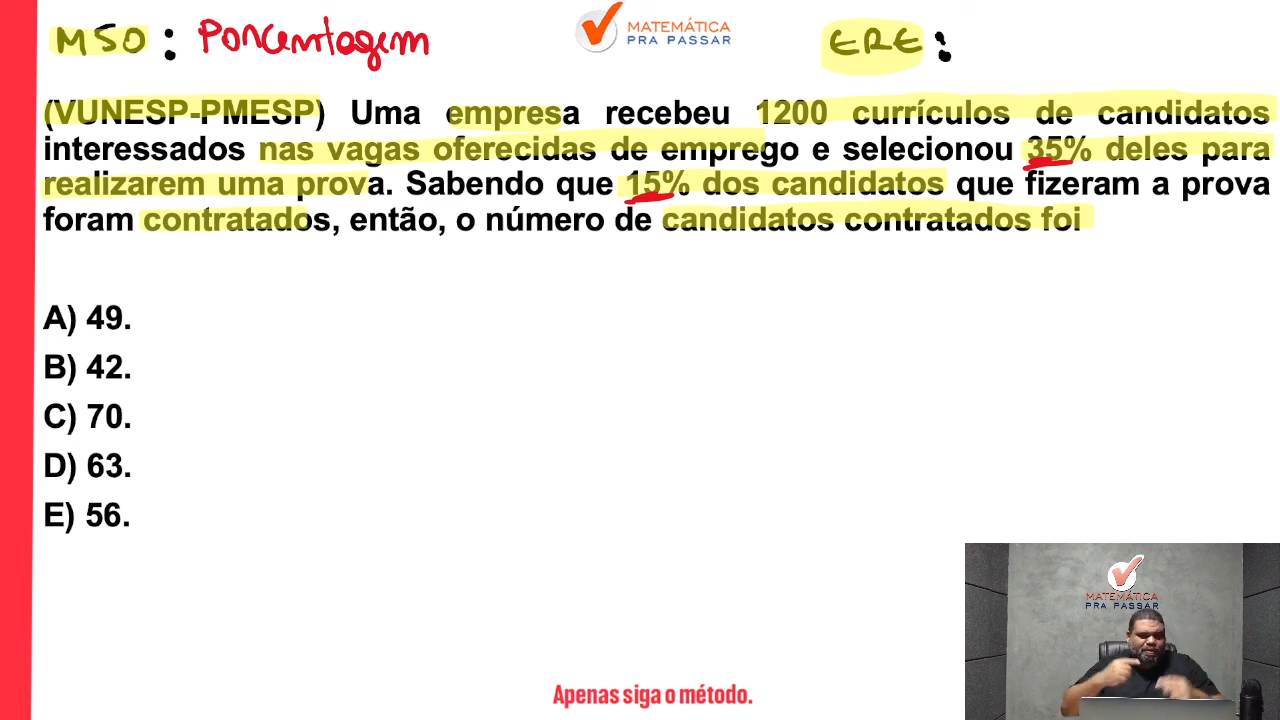 M50 : Porcentagem
MATEMÁTICA
PRA PASSAR
ERE :
(VUNESP-PMESP) Uma empresa recebeu 1200 currículos de candidatos
interessados nas vagas oferecidas de emprego e selecionou 35% deles para
realizarem uma prova. Sabendo que 15% dos candidatos que fizeram a prova
foram contratados, então, o número de candidatos contratados foi
A) 49.
B) 42.
C) 70.
D) 63.
E) 56.
MATEMÁTICA
PRA PASSAR
Apenas siga o método.